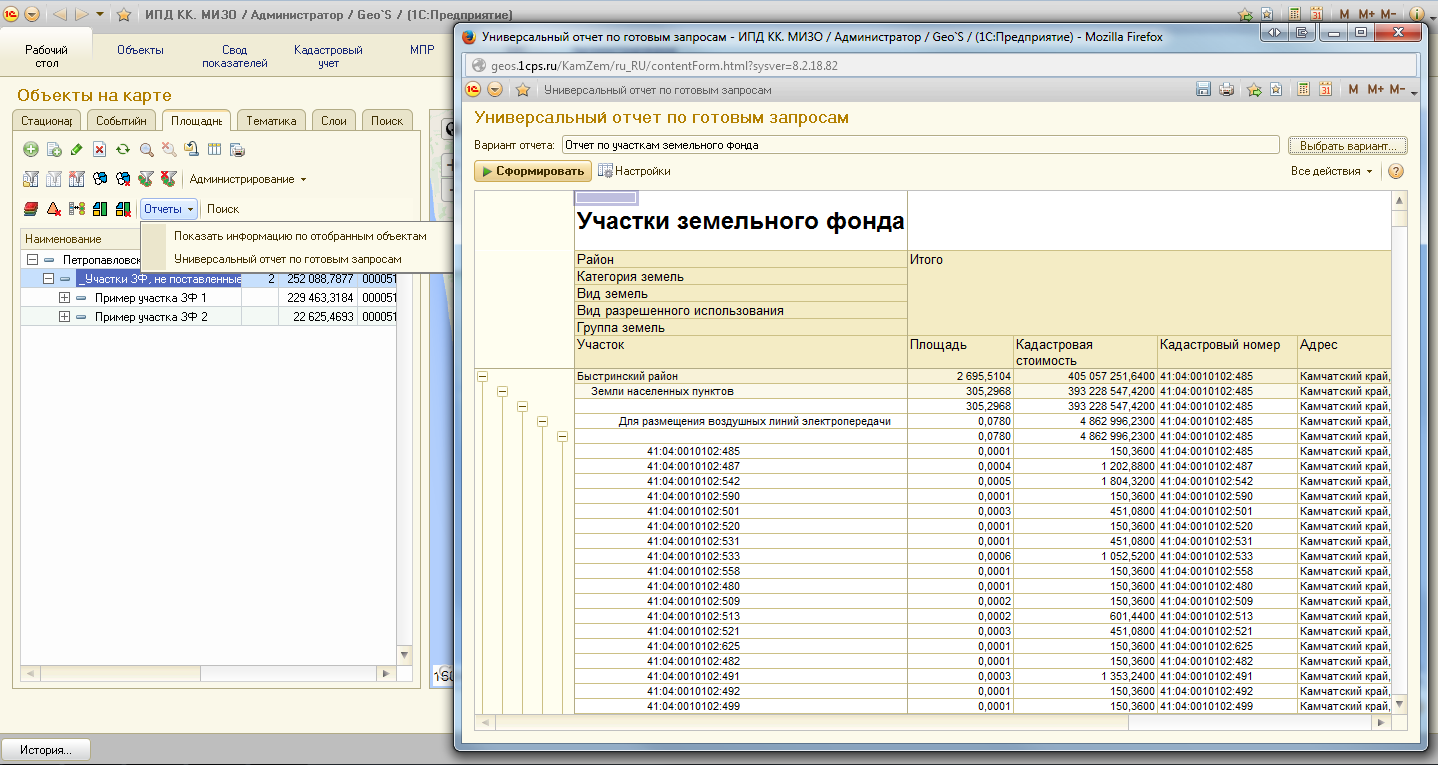 ИПД КК. МИЗО / Администратор / Geo`S / (1С:Предприятие)
M M+ M-
Рабочий стол
Объекты
Свод показателей
Кадастровый учет
МПР
Объекты на карте
Стационар
Событийн
Площадны
Тематика
Слои
Поиск
Администрирование
Отчеты
Поиск
Показать информацию по отобранным объектам
Универсальный отчет по готовым запросам
Наименование
Петропавловск
_Участки ЗФ, не поставленные 2 252 088,7877 000051
Пример участка ЗФ 1 229 463,3184 000051
Пример участка ЗФ 2 22 625,4693 000051
История...
Универсальный отчет по готовым запросам - ИПД КК. МИЗО / Администратор / Geo`S / (1С:Предприятие) - Mozilla Firefox
geos.1cps.ru/KamZem/ru_RU/contentForm.html?sysver=8.2.18.82
Универсальный отчет по готовым запросам
M M+ M-
Универсальный отчет по готовым запросам
Вариант отчета: Отчет по участкам земельного фонда
Выбрать вариант...
Сформировать
Настройки
Все действия
Участки земельного фонда
Район Итого
Категория земель
Вид земель
Вид разрешенного использования
Группа земель
Участок Площадь Кадастровая стоимость Кадастровый номер Адрес
Быстринский район 2 695,5104 405 057 251,6400 41:04:0010102:485 Камчатский край,
Земли населенных пунктов 305,2968 393 228 547,4200 41:04:0010102:485 Камчатский край,
305,2968 393 228 547,4200 41:04:0010102:485 Камчатский край,
Для размещения воздушных линий электропередачи 0,0780 4 862 996,2300 41:04:0010102:485 Камчатский край,
0,0780 4 862 996,2300 41:04:0010102:485 Камчатский край,
41:04:0010102:485 0,0001 150,3600 41:04:0010102:485 Камчатский край,
41:04:0010102:487 0,0004 1 202,8800 41:04:0010102:487 Камчатский край,
41:04:0010102:542 0,0005 1 804,3200 41:04:0010102:542 Камчатский край,
41:04:0010102:590 0,0001 150,3600 41:04:0010102:590 Камчатский край,
41:04:0010102:501 0,0003 451,0800 41:04:0010102:501 Камчатский край,
41:04:0010102:520 0,0001 150,3600 41:04:0010102:520 Камчатский край,
41:04:0010102:531 0,0001 451,0800 41:04:0010102:531 Камчатский край,
41:04:0010102:533 0,0006 1 052,5200 41:04:0010102:533 Камчатский край,
41:04:0010102:558 0,0001 150,3600 41:04:0010102:558 Камчатский край,
41:04:0010102:480 0,0001 150,3600 41:04:0010102:480 Камчатский край,
41:04:0010102:509 0,0002 150,3600 41:04:0010102:509 Камчатский край,
41:04:0010102:513 0,0002 601,4400 41:04:0010102:513 Камчатский край,
41:04:0010102:521 0,0003 451,0800 41:04:0010102:521 Камчатский край,
41:04:0010102:625 0,0001 150,3600 41:04:0010102:625 Камчатский край,
41:04:0010102:482 0,0001 150,3600 41:04:0010102:482 Камчатский край,
41:04:0010102:491 0,0003 1 353,2400 41:04:0010102:491 Камчатский край,
41:04:0010102:492 0,0001 150,3600 41:04:0010102:492 Камчатский край,
41:04:0010102:499 0,0001 150,3600 41:04:0010102:499 Камчатский край,